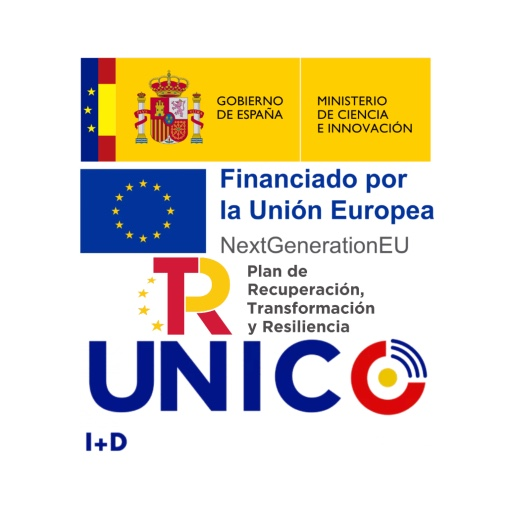 GOBIERNO
DE ESPAÑA
MINISTERIO
DE CIENCIA
E INNOVACIÓN
Financiado por
la Unión Europea
NextGenerationEU
TR
Plan de
Recuperación,
Transformación
y Resiliencia
UNICO
I+D